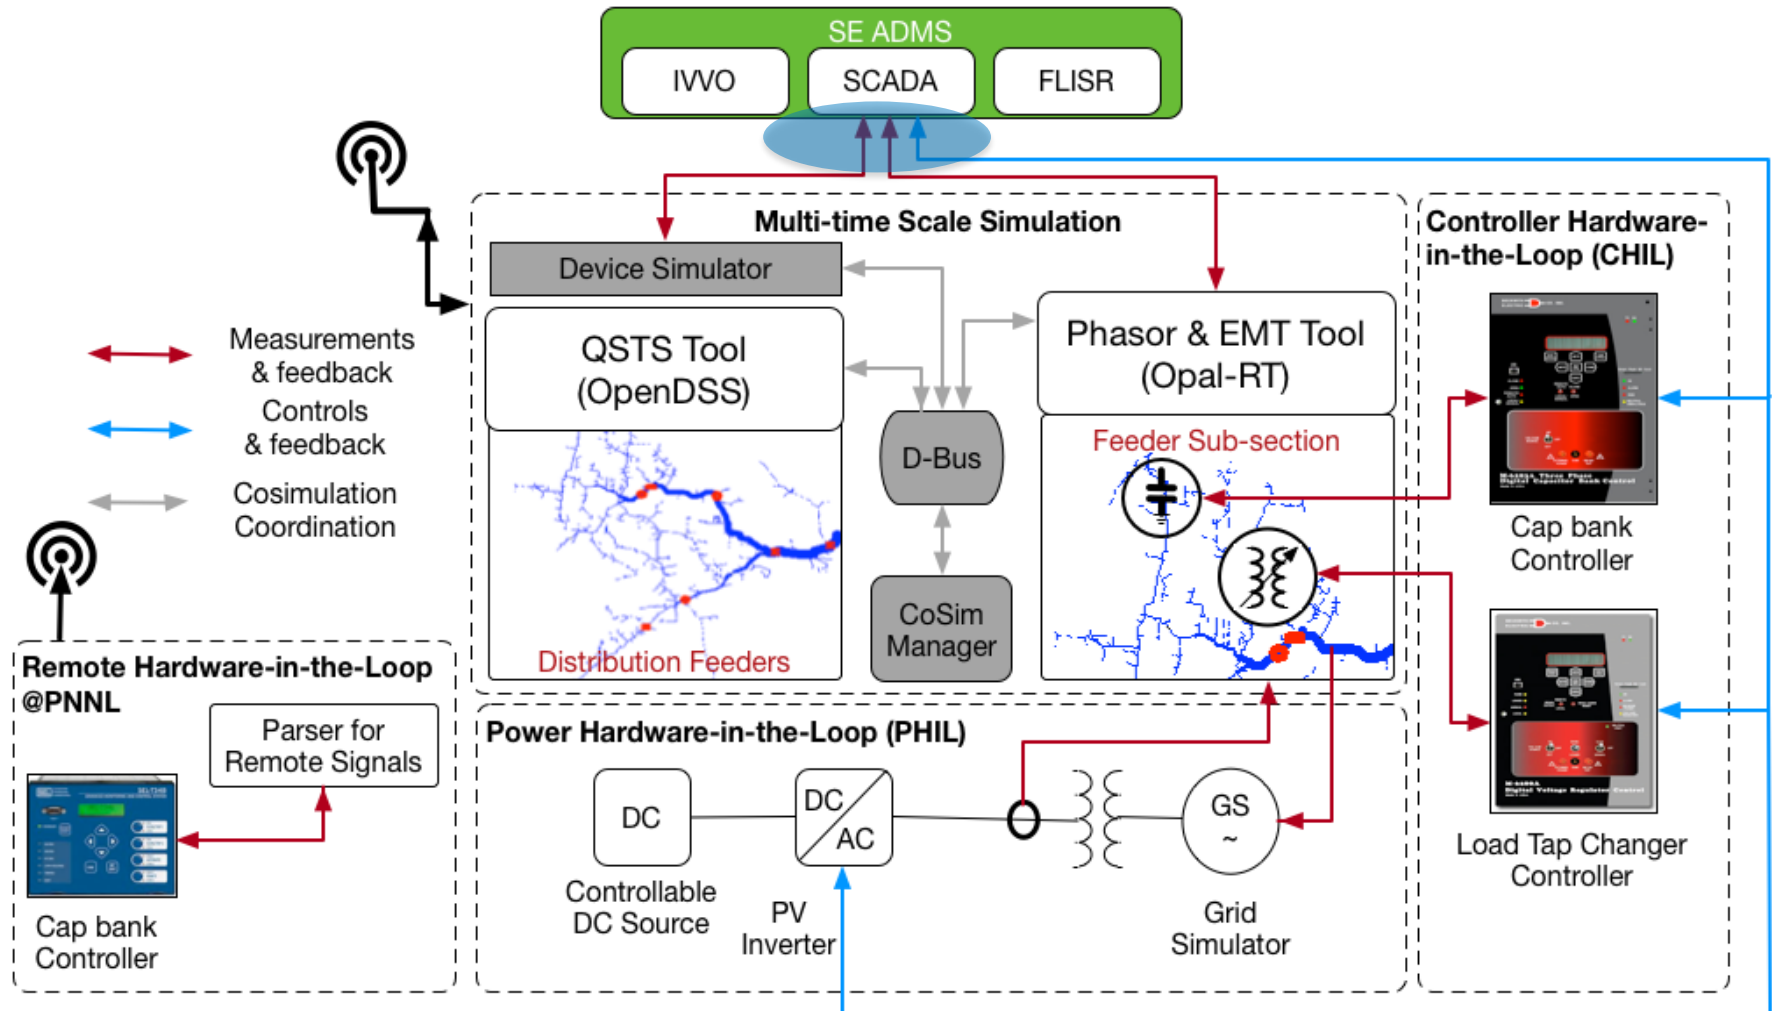 SE ADMS
IVVO
SCADA
FLISR
Multi-time Scale Simulation
Device Simulator
QSTS Tool
(OpenDSS)
Distribution Feeders
D-Bus
CoSim
Manager
Phasor & EMT Tool
(Opal-RT)
Feeder Sub-section
Controller Hardware-
in-the-Loop (CHIL)
Cap bank
Controller
Load Tap Changer
Controller
Measurements
& feedback
Controls
& feedback
Cosimulation
Coordination
Remote Hardware-in-the-Loop
@PNNL
Parser for
Remote Signals
Cap bank
Controller
Power Hardware-in-the-Loop (PHIL)
DC
Controllable
DC Source
DC
AC
PV
Inverter
GS
~
Grid
Simulator